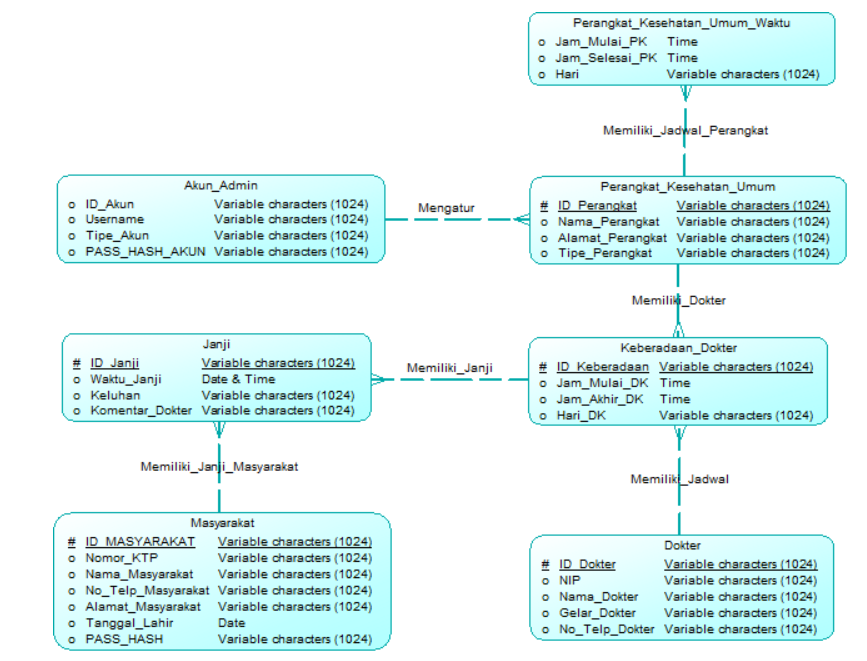 Perangkat_Kesehatan_Umum_Waktu
o Jam_Mulai_PK Time
o Jam_Selesai_PK Time
o Hari Variable characters (1024)
Memiliki_Jadwal_Perangkat
Akun_Admin
o ID_Akun Variable characters (1024)
o Username Variable characters (1024)
o Tipe_Akun Variable characters (1024)
o PASS_HASH_AKUN Variable characters (1024)
Mengatur
Perangkat_Kesehatan_Umum
# ID_Perangkat Variable characters (1024)
o Nama_Perangkat Variable characters (1024)
o Alamat_Perangkat Variable characters (1024)
o Tipe_Perangkat Variable characters (1024)
Memiliki_Dokter
Janji
# ID_Janji Variable characters (1024)
o Waktu_Janji Date & Time
o Keluhan Variable characters (1024)
o Komentar_Dokter Variable characters (1024)
Memiliki_Janji
Keberadaan_Dokter
# ID_Keberadaan Variable characters (1024)
o Jam_Mulai_DK Time
o Jam_Akhir_DK Time
o Hari_DK Variable characters (1024)
Memiliki_Janji_Masyarakat
Memiliki_Jadwal
Masyarakat
# ID_MASYARAKAT Variable characters (1024)
o Nomor_KTP Variable characters (1024)
o Nama_Masyarakat Variable characters (1024)
o No_Telp_Masyarakat Variable characters (1024)
o Alamat_Masyarakat Variable characters (1024)
o Tanggal_Lahir Date
o PASS_HASH Variable characters (1024)
Dokter
# ID_Dokter Variable characters (1024)
o NIP Variable characters (1024)
o Nama_Dokter Variable characters (1024)
o Gelar_Dokter Variable characters (1024)
o No_Telp_Dokter Variable characters (1024)